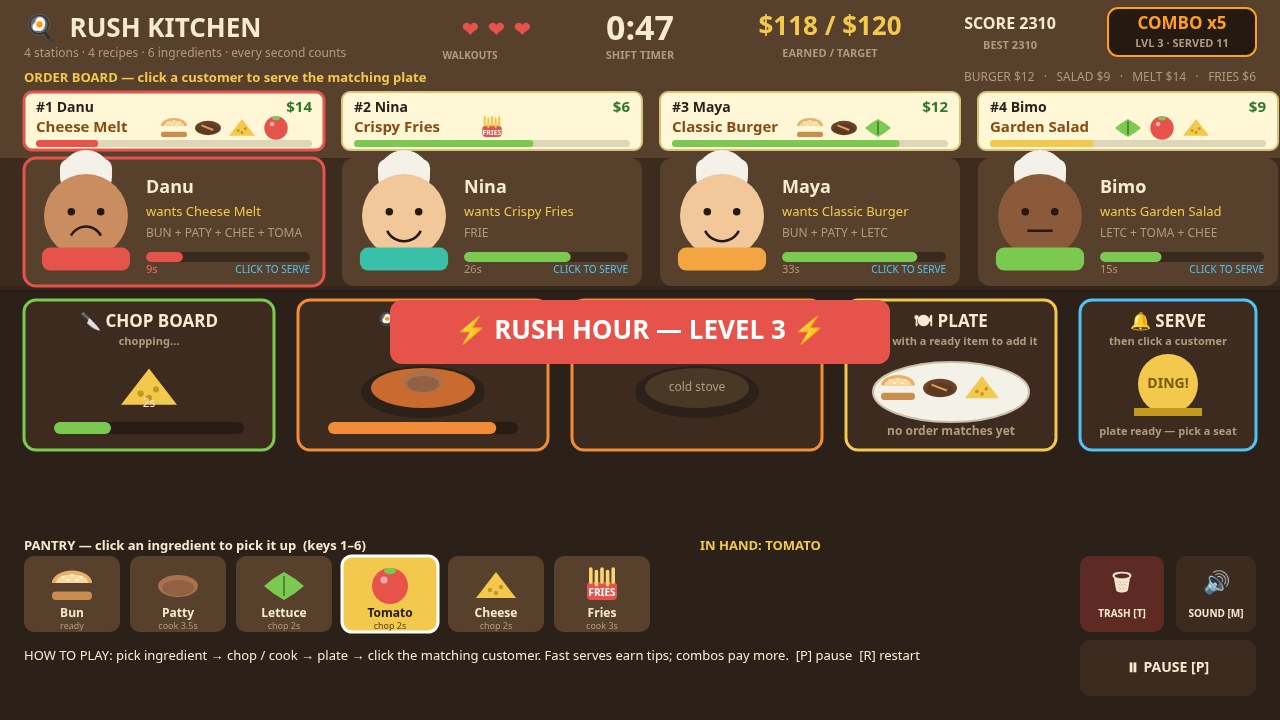 RUSH KITCHEN
4 stations · 4 recipes · 6 ingredients · every second counts
WALKOUTS
0:47
SHIFT TIMER
$118 / $120
EARNED / TARGET
SCORE 2310
BEST 2310
COMBO x5
LVL 3 · SERVED 11
ORDER BOARD — click a customer to serve the matching plate
BURGER $12 · SALAD $9 · MELT $14 · FRIES $6
#1 Danu $14
Cheese Melt
#2 Nina $6
Crispy Fries
FRIES
#3 Maya $12
Classic Burger
#4 Bimo $9
Garden Salad
Danu
wants Cheese Melt
BUN + PATY + CHEE + TOMA
9s CLICK TO SERVE
Nina
wants Crispy Fries
FRIE
26s CLICK TO SERVE
Maya
wants Classic Burger
BUN + PATY + LETC
33s CLICK TO SERVE
Bimo
wants Garden Salad
LETC + TOMA + CHEE
15s CLICK TO SERVE
🔪 CHOP BOARD
chopping...
2s
⚡ RUSH HOUR — LEVEL 3 ⚡
cold stove
🍽 PLATE
with a ready item to add it
no order matches yet
🔔 SERVE
then click a customer
DING!
plate ready — pick a seat
PANTRY — click an ingredient to pick it up (keys 1–6)
IN HAND: TOMATO
Bun
ready
Patty
cook 3.5s
Lettuce
chop 2s
Tomato
chop 2s
Cheese
chop 2s
FRIES
Fries
cook 3s
TRASH [T]
SOUND [M]
HOW TO PLAY: pick ingredient → chop / cook → plate → click the matching customer. Fast serves earn tips; combos pay more. [P] pause [R] restart
⏸ PAUSE [P]